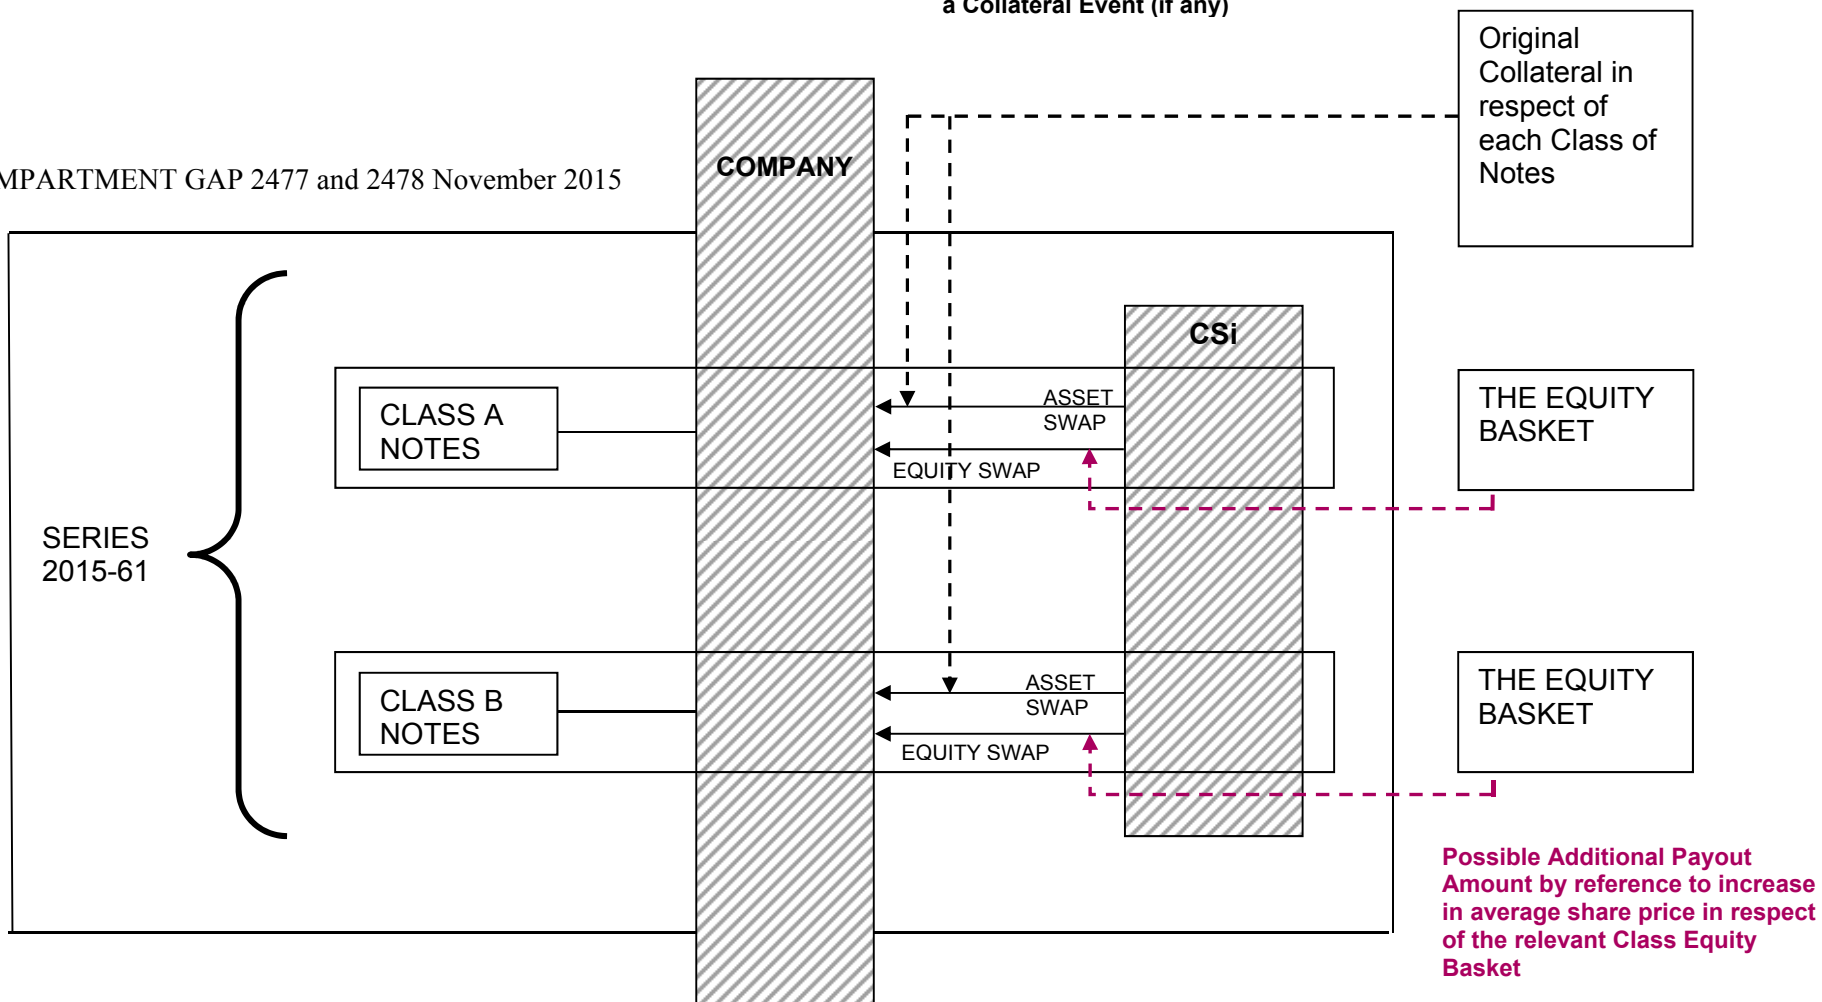 a Collateral Event (if any)
Original
Collateral in
respect of
each Class of
Notes
COMPANY
MPARTMENT GAP 2477 and 2478 November 2015
CSi
CLASS A
NOTES
ASSET
SWAP
EQUITY SWAP
THE EQUITY
BASKET
SERIES
2015-61
CLASS B
NOTES
ASSET
SWAP
EQUITY SWAP
THE EQUITY
BASKET
Possible Additional Payout
Amount by reference to increase
in average share price in respect
of the relevant Class Equity
Basket